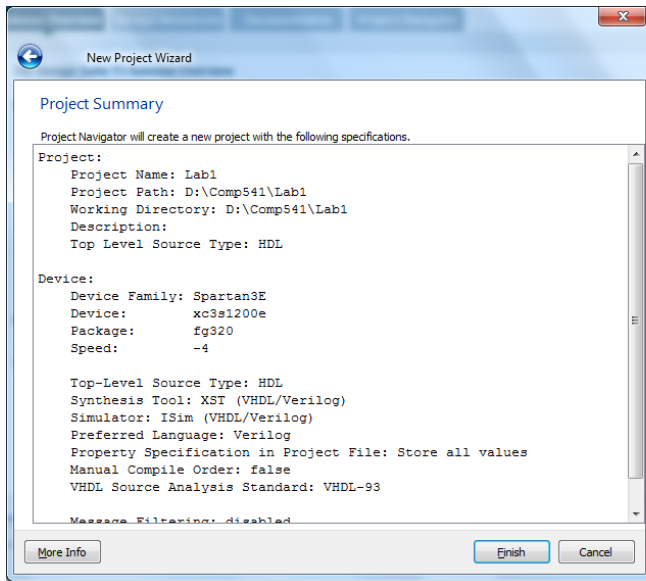 New Project Wizard
Project Summary
Project Navigator will create a new project with the following specifications.
Project:
Project Name: Lab1
Project Path: D:\Comp541\Lab1
Working Directory: D:\Comp541\Lab1
Description:
Top Level Source Type: HDL
Device:
Device Family: Spartan3E
Device: xc3s1200e
Package: fg320
Speed: -4
Top-Level Source Type: HDL
Synthesis Tool: XST (VHDL/Verilog)
Simulator: ISim (VHDL/Verilog)
Preferred Language: Verilog
Property Specification in Project File: Store all values
Manual Compile Order: false
VHDL Source Analysis Standard: VHDL-93
Message Filtering: disabled
More Info Finish Cancel